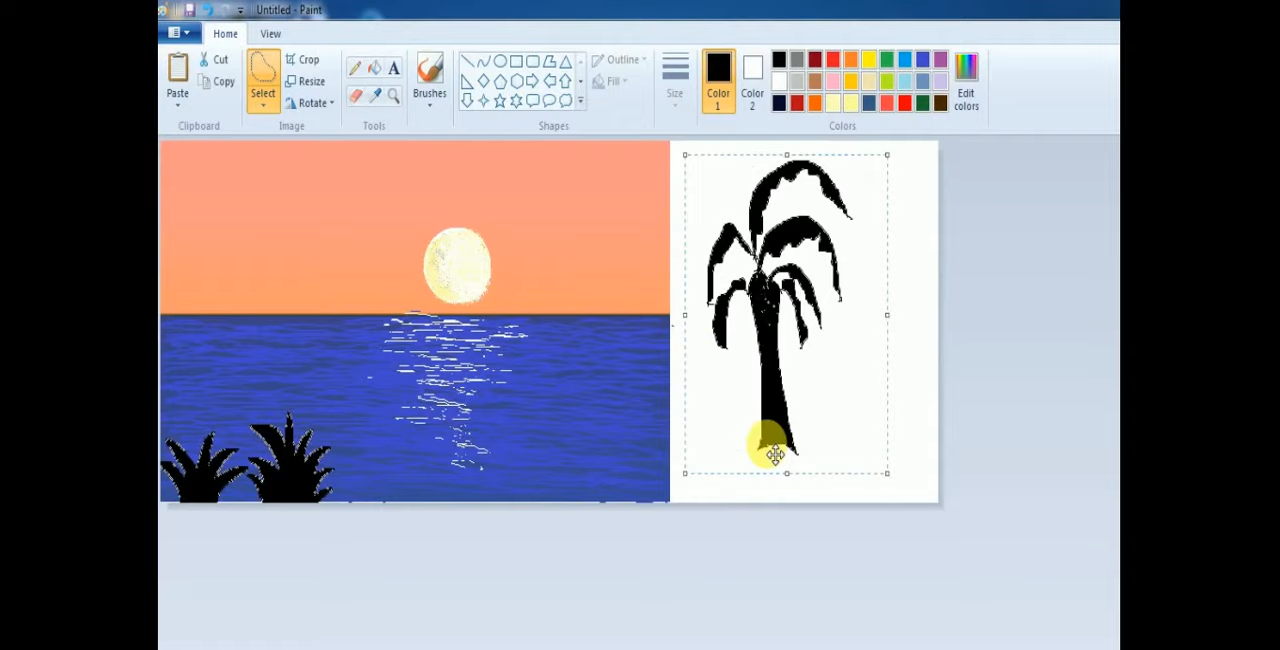 Untitled - Paint
Home
View
Paste
Cut
Copy
Clipboard
Select
Crop
Resize
Rotate
Image
A
Tools
Brushes
Outline
Fill
Shapes
Size
Color
1
Color
2
Edit
colors
Colors